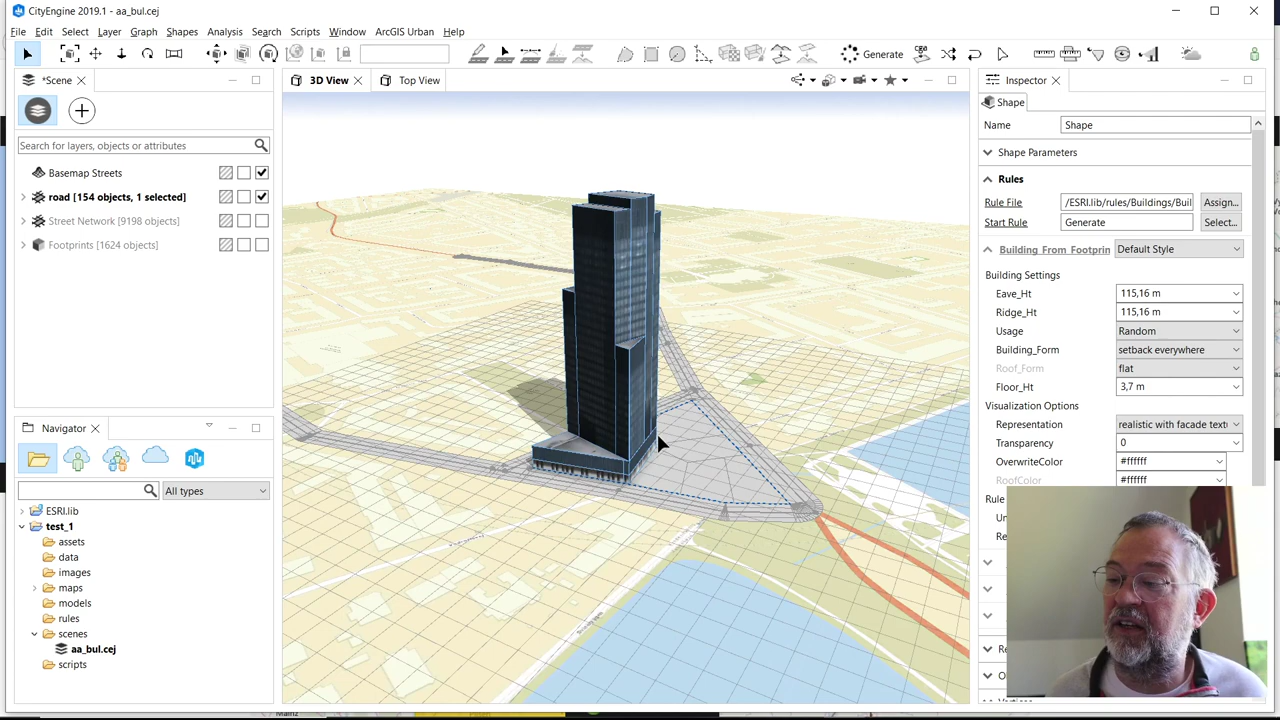 CityEngine 2019.1 - aa_bul.cej
File Edit Select Layer Graph Shapes Analysis Search Scripts Window ArcGIS Urban Help
Generate
*Scene
3D View
Top View
Inspector
Shape
Search for layers, objects or attributes
Name Shape
Shape Parameters
Basemap Streets
road [154 objects, 1 selected]
Street Network [9198 objects]
Footprints [1624 objects]
Rules
Rule File /ESRI.lib/rules/Buildings/Buil Assign...
Start Rule Generate Select...
Building_From_Footprin Default Style
Building Settings
Eave_Ht 115,16 m
Ridge_Ht 115,16 m
Usage Random
Building_Form setback everywhere
Roof_Form flat
Floor_Ht 3,7 m
Visualization Options
Representation realistic with facade text
Transparency 0
OverwriteColor #ffffff
RoofColor #ffffff
Rule
Un
Re
Navigator
All types
ESRI.lib
test_1
assets
data
images
maps
models
rules
scenes
aa_bul.cej
scripts